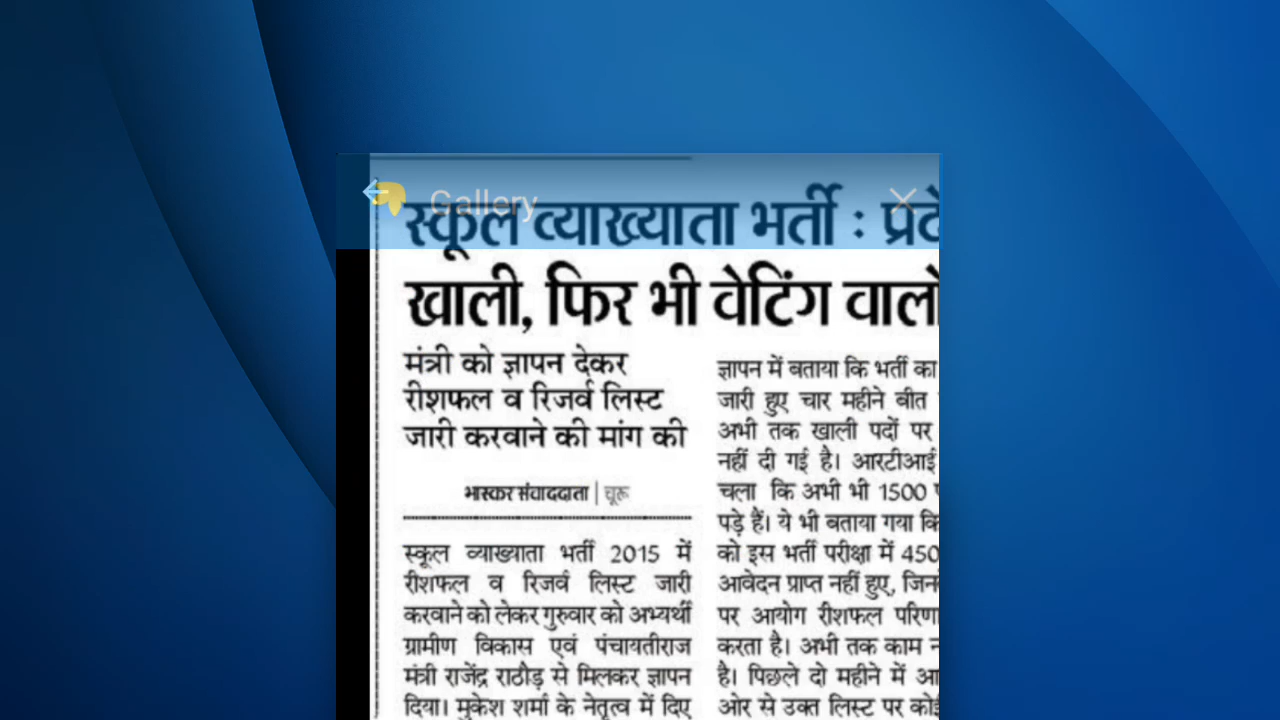 Gallery
स्कूल व्याख्याता भर्ती :
खाली, फिर भी वेटिंग
मंत्री को ज्ञापन देकर
रीशफल व रिजर्व लिस्ट
जारी करवाने की मांग की
भास्कर संवाददाता | चूरू
स्कूल व्याख्याता भर्ती 2015 में
रीशफल व रिजर्व लिस्ट जारी
करवाने को लेकर गुरुवार को अभ्यर्थी
ग्रामीण विकास एवं पंचायतीराज
मंत्री राजेंद्र राठौड़ से मिलकर ज्ञापन
दिया। मुकेश शर्मा के नेतृत्व में दिए
ज्ञापन में बताया कि भर्ती का
जारी हुए चार महीने बीत
अभी तक खाली पदों पर
नहीं दी गई है। आरटीआई
चला कि अभी भी 1500
पड़े हैं। ये भी बताया गया कि
को इस भर्ती परीक्षा में 450
आवेदन प्राप्त नहीं हुए,
पर आयोग रीशफल
करता है। अभी तक काम
है। पिछले दो महीने में
ओर से उक्त लिस्ट पर कोई